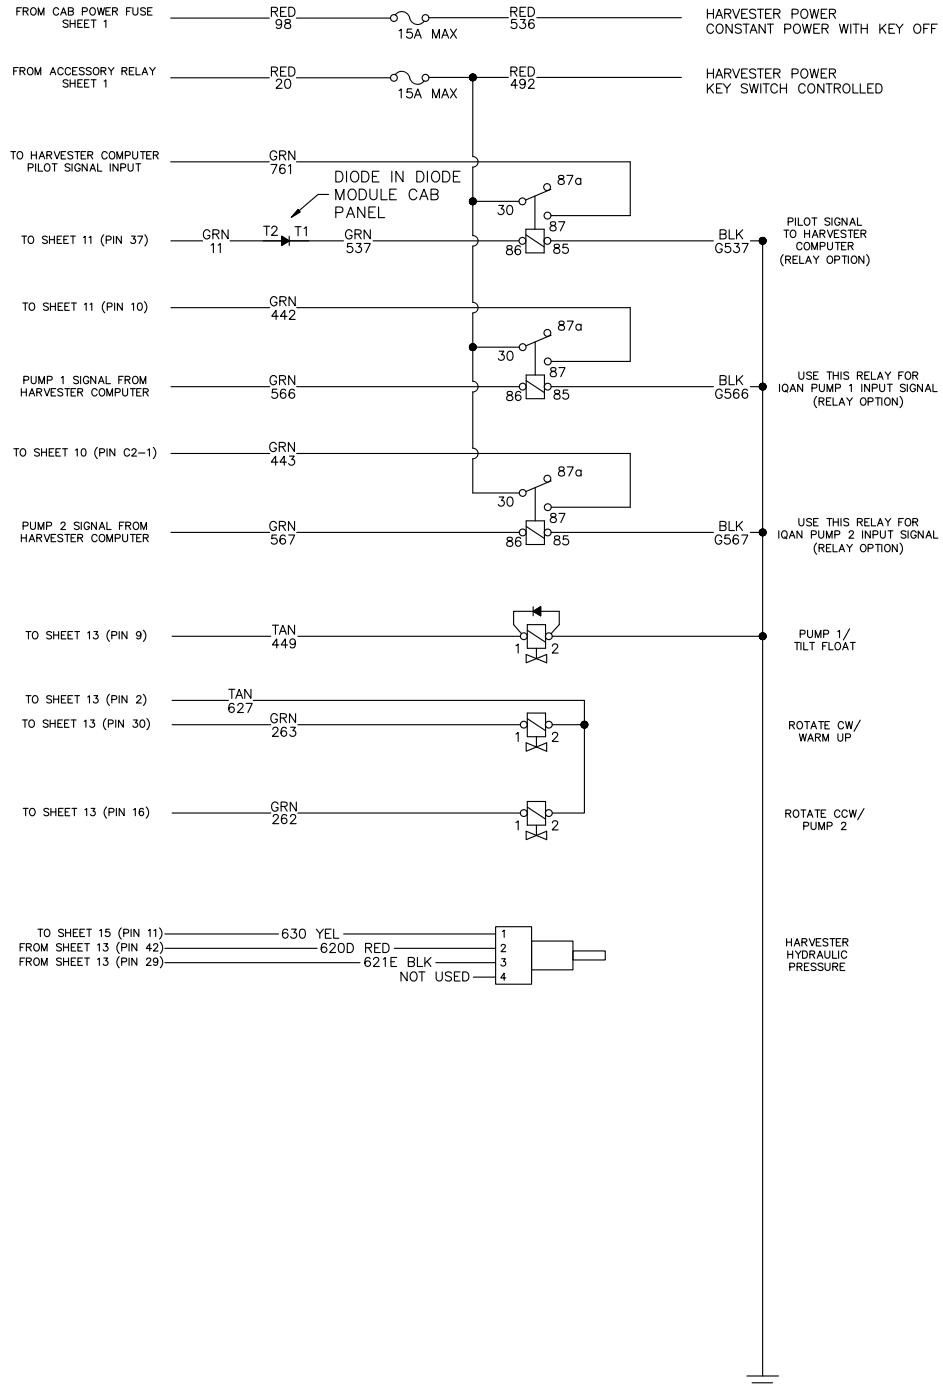 FROM CAB POWER FUSE
SHEET 1
RED
98
15A MAX
RED
536
HARVESTER POWER
CONSTANT POWER WITH KEY OFF
FROM ACCESSORY RELAY
SHEET 1
RED
20
15A MAX
RED
492
HARVESTER POWER
KEY SWITCH CONTROLLED
TO HARVESTER COMPUTER
PILOT SIGNAL INPUT
GRN
761
DIODE IN DIODE
MODULE CAB
PANEL
87a
30
87
TO SHEET 11 (PIN 37)
GRN
11
T2
T1
GRN
537
86
85
BLK
G537
PILOT SIGNAL
TO HARVESTER
COMPUTER
(RELAY OPTION)
TO SHEET 11 (PIN 10)
GRN
442
87a
30
87
PUMP 1 SIGNAL FROM
HARVESTER COMPUTER
GRN
566
86
85
BLK
G566
USE THIS RELAY FOR
IQAN PUMP 1 INPUT SIGNAL
(RELAY OPTION)
TO SHEET 10 (PIN C2-1)
GRN
443
87a
30
87
PUMP 2 SIGNAL FROM
HARVESTER COMPUTER
GRN
567
86
85
BLK
G567
USE THIS RELAY FOR
IQAN PUMP 2 INPUT SIGNAL
(RELAY OPTION)
TO SHEET 13 (PIN 9)
TAN
449
1
2
PUMP 1/
TILT FLOAT
TO SHEET 13 (PIN 2)
TAN
627
TO SHEET 13 (PIN 30)
GRN
263
1
2
ROTATE CW/
WARM UP
TO SHEET 13 (PIN 16)
GRN
262
1
2
ROTATE CCW/
PUMP 2
TO SHEET 15 (PIN 11)
630 YEL
1
FROM SHEET 13 (PIN 42)
620D RED
2
FROM SHEET 13 (PIN 29)
621E BLK
3
NOT USED
4
HARVESTER
HYDRAULIC
PRESSURE